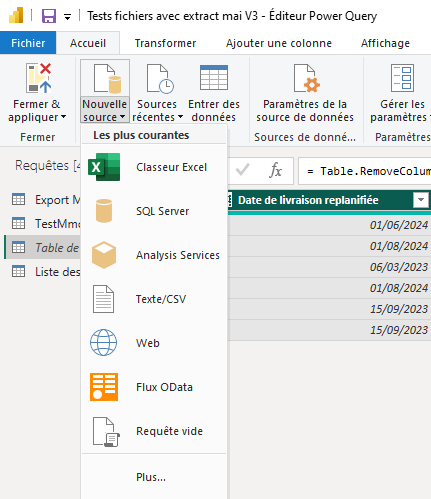 Tests fichiers avec extract mai V3 - Éditeur Power Query
Fichier Accueil Transformer Ajouter une colonne Affichage
Fermer & appliquer
Nouvelle source
Sources récentes
Entrer des données
Paramètres de la source de données
Gérer les paramètres
Fermer
Sources de donné...
Paramètres
Les plus courantes
Classeur Excel
SQL Server
Analysis Services
Texte/CSV
Web
Flux OData
Requête vide
Plus...
Requêtes [4
Export M
TestMm
Table de
Liste des
fx
= Table.RemoveColum
Date de livraison replanifiée
01/06/2024
01/08/2024
06/03/2023
01/08/2024
15/09/2023
15/09/2023